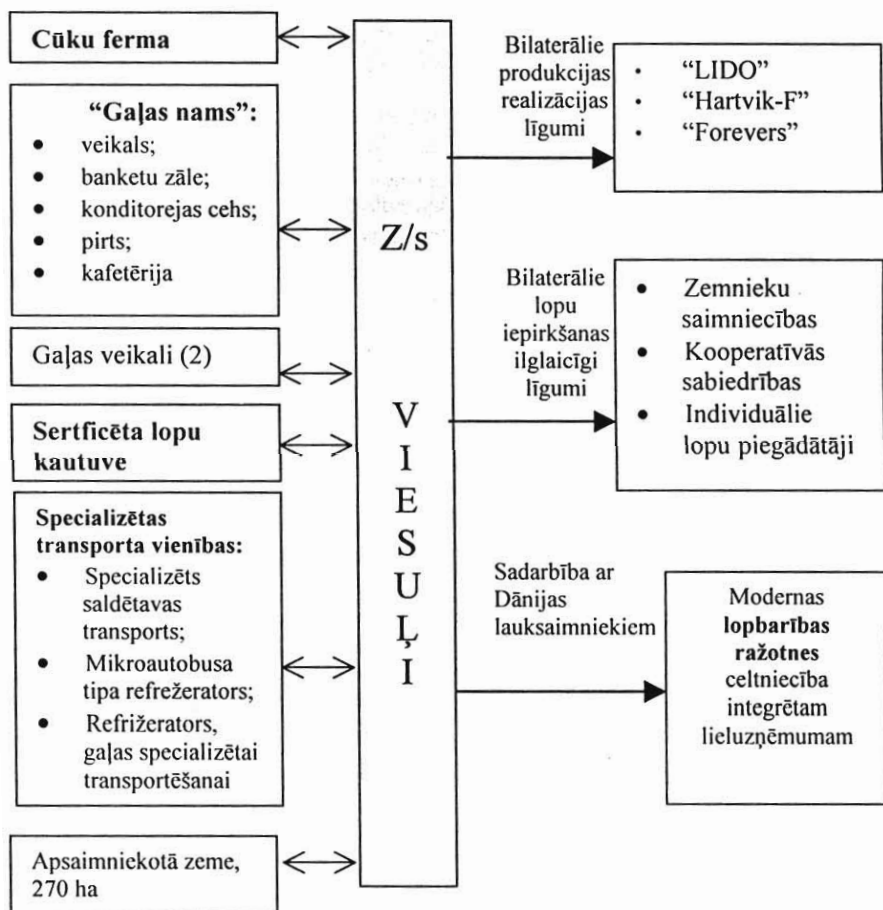 Cūku ferma
“Gaļas nams”:
• veikals;
• banketu zāle;
• konditorejas cehs;
• pirts;
• kafetērija
Gaļas veikali (2)
Sertficēta lopu
kautuve
Specializētas
transporta vienības:
• Specializēts
saldētavas
transports;
• Mikroautobusa
tipa refrežerators;
• Refrižerators,
gaļas specializētai
transportēšanai
Apsaimniekotā zeme,
270 ha
Z/s
V
I
E
S
U
Ļ
I
Bilaterālie
produkcijas
realizācijas
līgumi
· “LIDO”
· “Hartvik-F”
· “Forevers”
Bilaterālie
lopu
iepirkšanas
ilglaicīgi
līgumi
• Zemnieku
saimniecības
• Kooperatīvās
sabiedrības
• Individuālie
lopu piegādātāji
Sadarbība ar
Dānijas
lauksaimniekiem
Modernas
lopbarības
ražotnes
celtniecība
integrētam
lieluzņēmumam